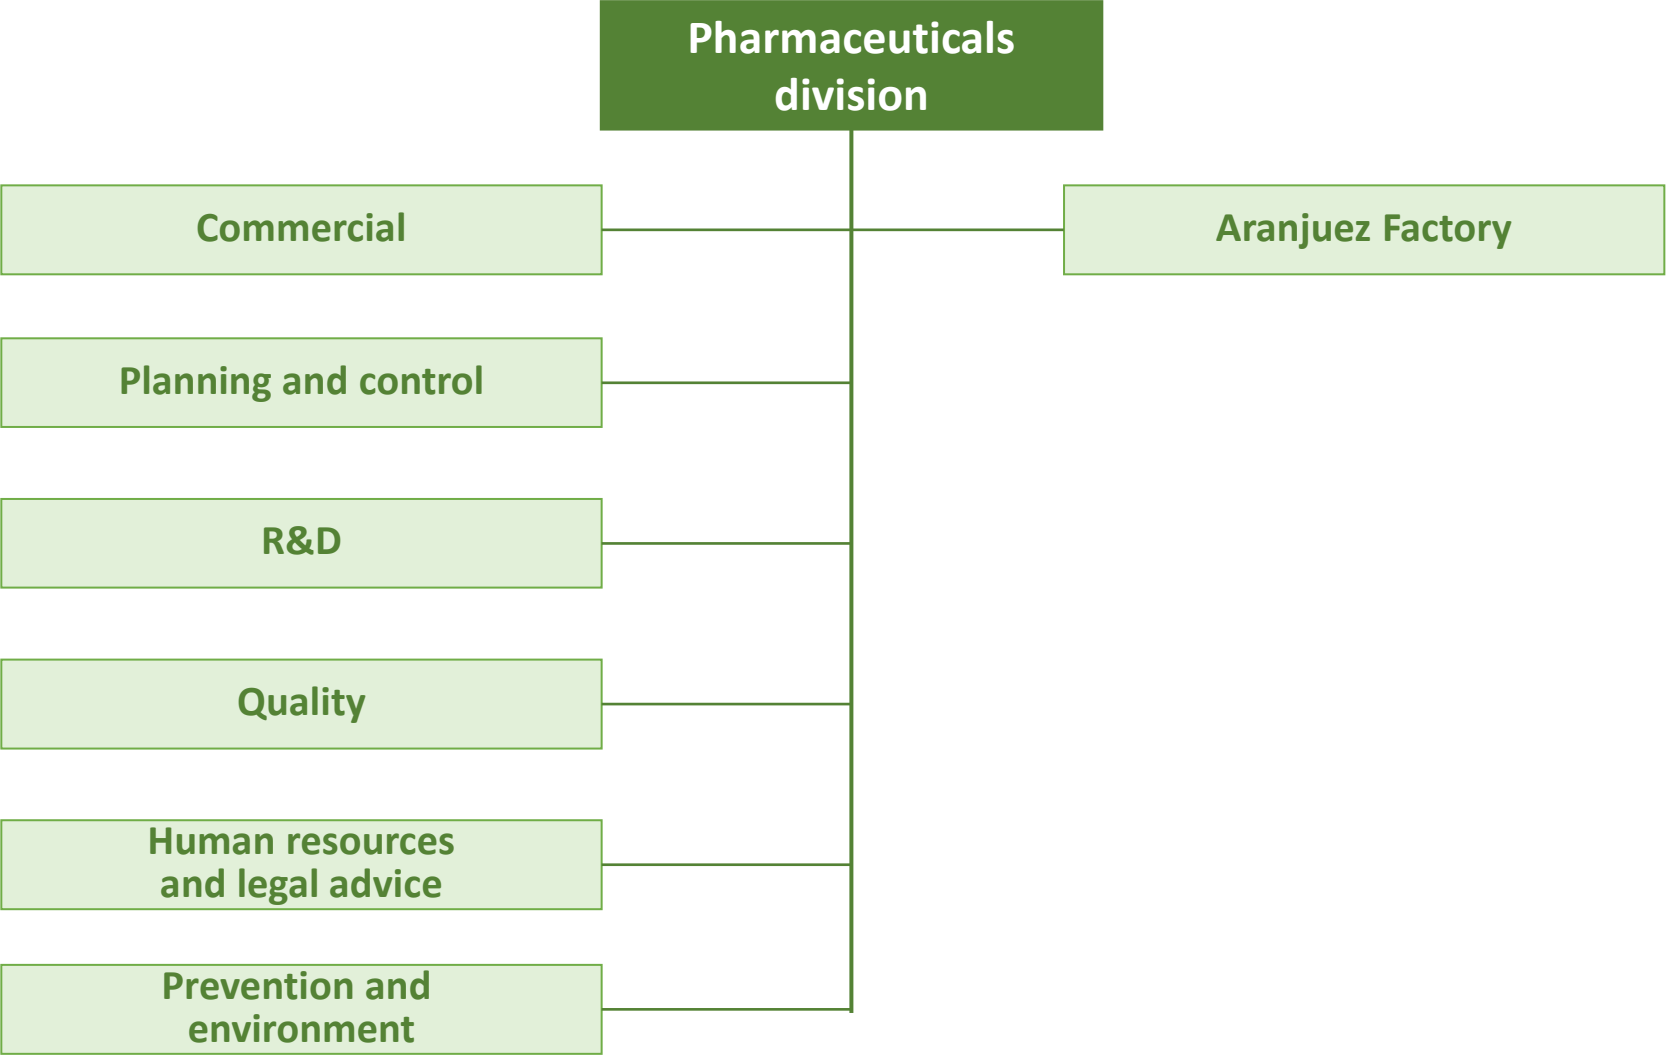 Pharmaceuticals
division
Commercial
Aranjuez Factory
Planning and control
R&D
Quality
Human resources
and legal advice
Prevention and
environment